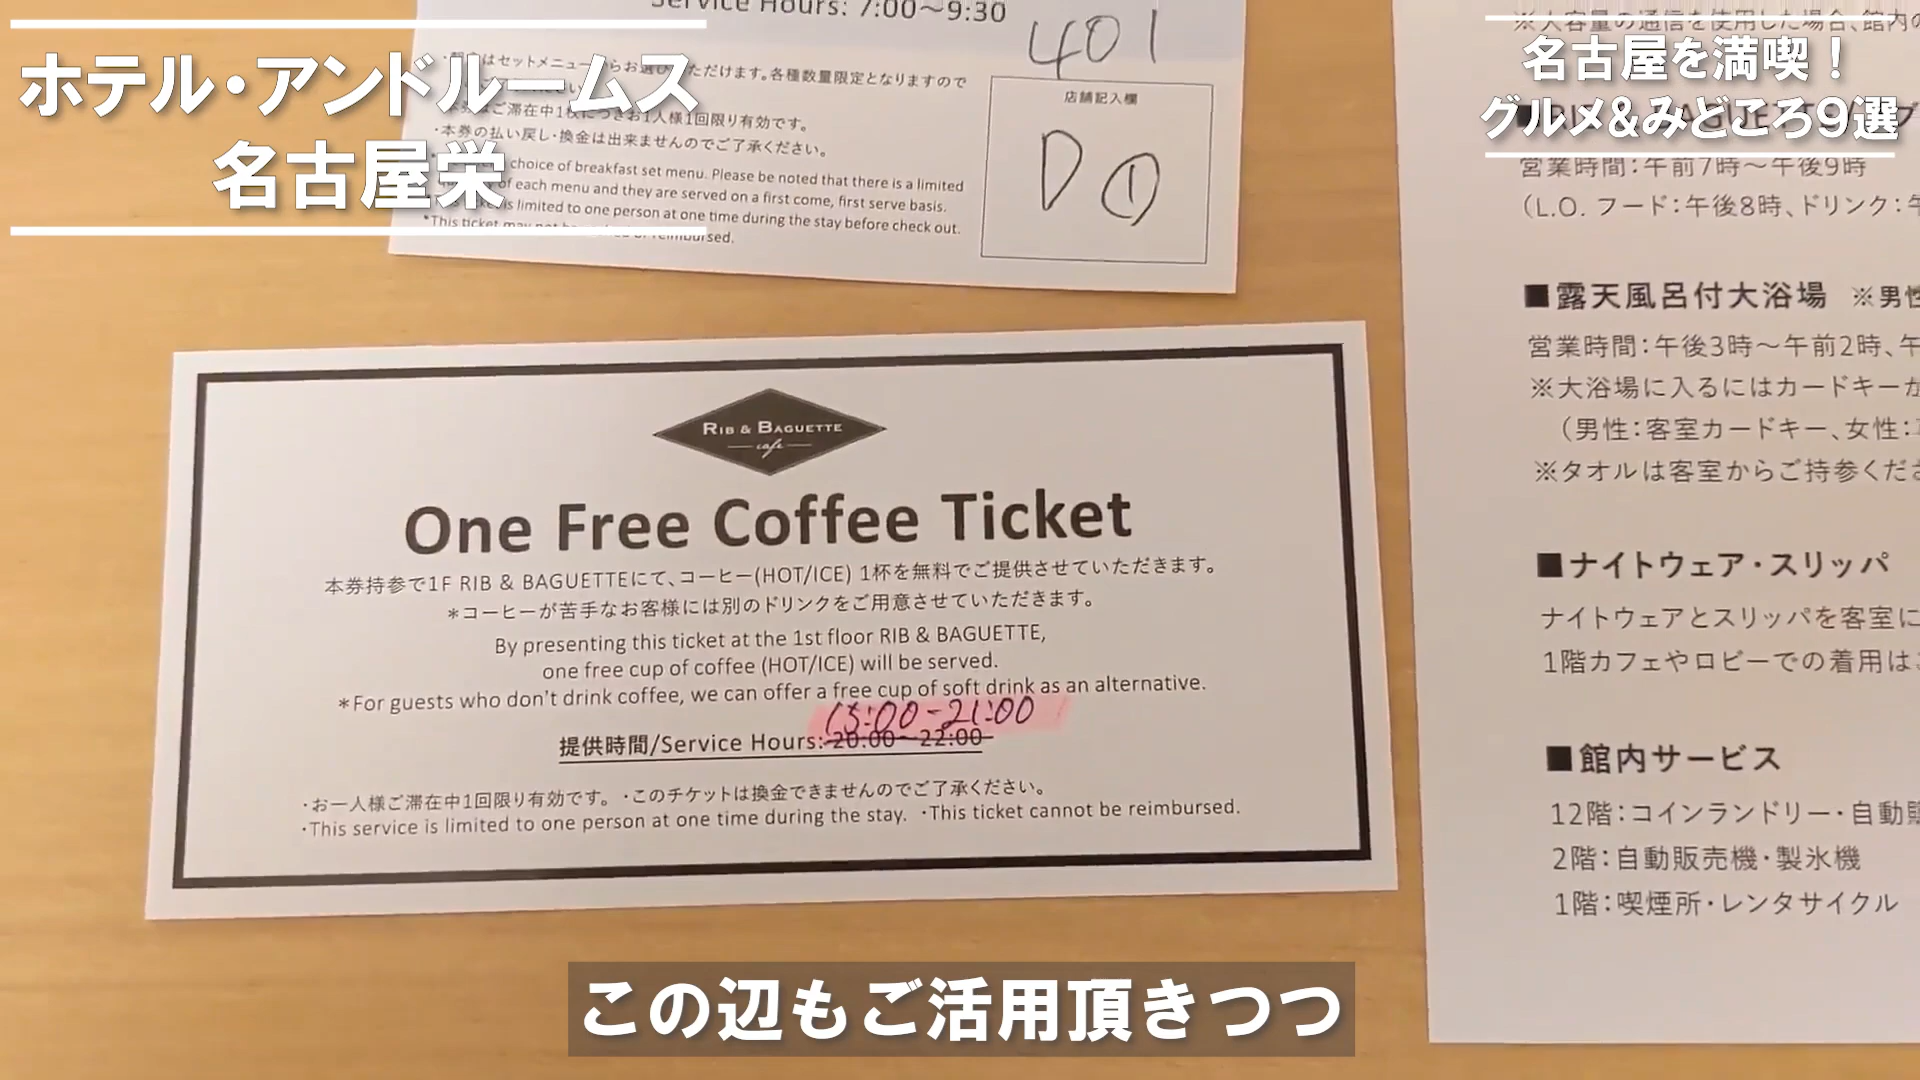 ホテル・アンドルームス
名古屋栄
名古屋を満喫！
グルメ&みどころ9選
Service Hours: 7:00～9:30
401
店舗記入欄
D ①
ただけます。各種数量限定となりますので
ご滞在中1枚につきお1人様1回限り有効です。
・本券の払い戻し・換金は出来ませんのでご了承ください。
choice of breakfast set menu. Please be noted that there is a limited
of each menu and they are served on a first come, first serve basis.
is limited to one person at one time during the stay before check out.
*This ticket may not be
RIB & BAGUETTE
cafe
One Free Coffee Ticket
本券持参で1F RIB & BAGUETTEにて、コーヒー(HOT/ICE) 1杯を無料でご提供させていただきます。
＊コーヒーが苦手なお客様には別のドリンクをご用意させていただきます。
By presenting this ticket at the 1st floor RIB & BAGUETTE,
one free cup of coffee (HOT/ICE) will be served.
＊For guests who don't drink coffee, we can offer a free cup of soft drink as an alternative.
15:00-21:00
提供時間/Service Hours: 20:00～22:00
・お一人様ご滞在中1回限り有効です。 ・このチケットは換金できませんのでご了承ください。
・This service is limited to one person at one time during the stay. ・This ticket cannot be reimbursed.
※大容量の通信を使用した場合、館内の
営業時間：午前7時～午後9時
（L.O. フード：午後8時、ドリンク：午
■露天風呂付大浴場 ※男性
営業時間：午後3時～午前2時、午
※大浴場に入るにはカードキーが
（男性：客室カードキー、女性：
※タオルは客室からご持参くださ
■ナイトウェア・スリッパ
ナイトウェアとスリッパを客室に
1階カフェやロビーでの着用は
■館内サービス
12階：コインランドリー・自動販
2階：自動販売機・製氷機
1階：喫煙所・レンタサイクル
この辺もご活用頂きつつ